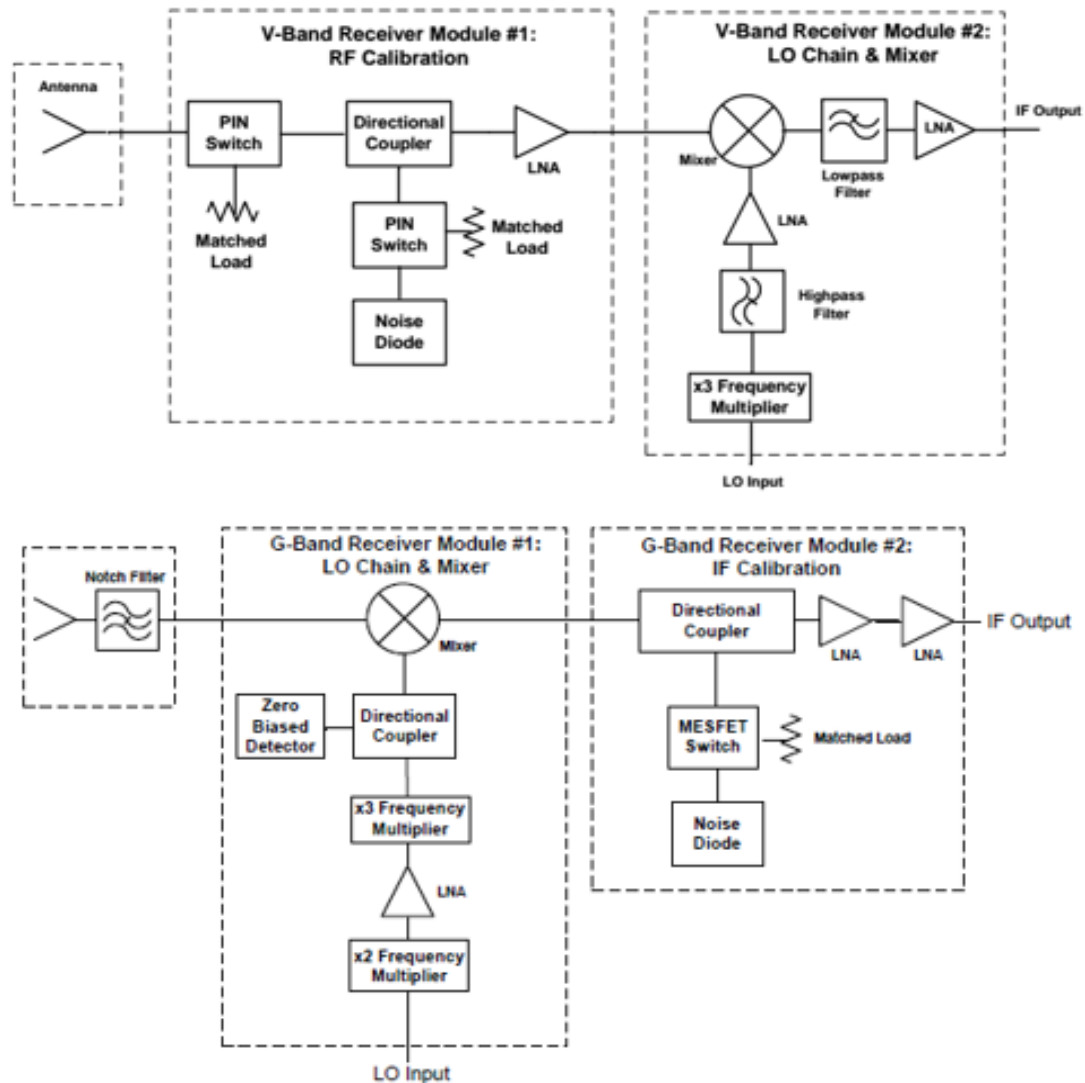 V-Band Receiver Module #1:
RF Calibration
Antenna
PIN
Switch
Matched
Load
Directional
Coupler
PIN
Switch
Matched
Load
Noise
Diode
LNA
V-Band Receiver Module #2:
LO Chain & Mixer
Mixer
Lowpass
Filter
LNA
IF Output
LNA
Highpass
Filter
x3 Frequency
Multiplier
LO Input
Notch Filter
G-Band Receiver Module #1:
LO Chain & Mixer
Mixer
Zero
Biased
Detector
Directional
Coupler
x3 Frequency
Multiplier
LNA
x2 Frequency
Multiplier
LO Input
G-Band Receiver Module #2:
IF Calibration
Directional
Coupler
LNA
LNA
IF Output
MESFET
Switch
Matched Load
Noise
Diode